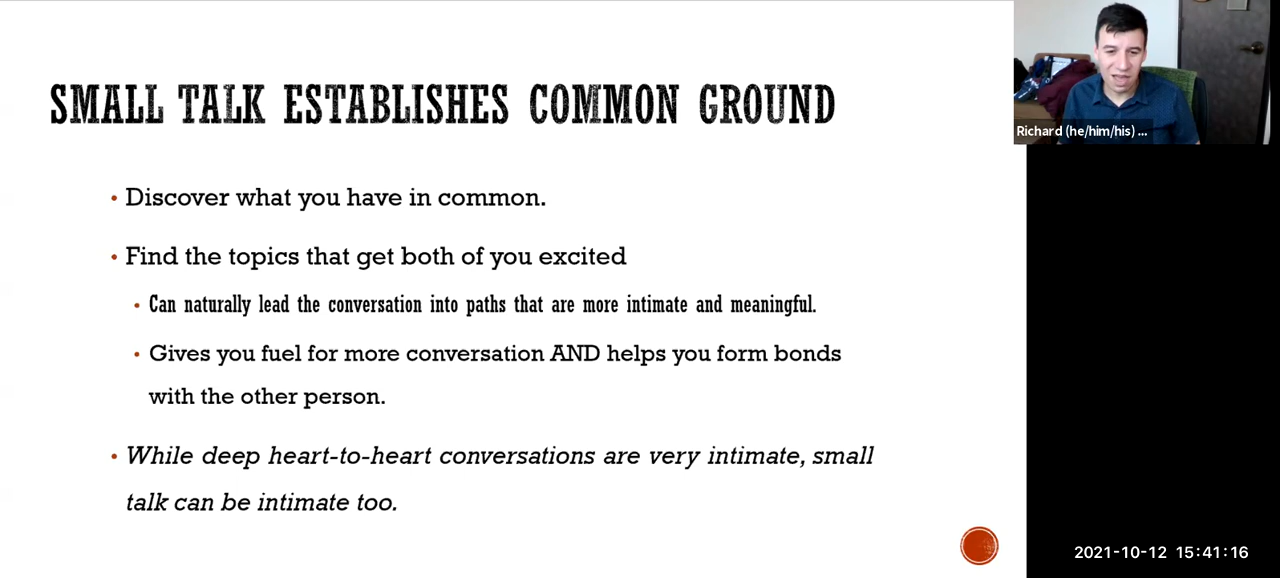 SMALL TALK ESTABLISHES COMMON GROUND
• Discover what you have in common.
• Find the topics that get both of you excited
• Can naturally lead the conversation into paths that are more intimate and meaningful.
• Gives you fuel for more conversation AND helps you form bonds
with the other person.
• While deep heart-to-heart conversations are very intimate, small
talk can be intimate too.
Richard (he/him/his) ...
2021-10-12 15:41:16